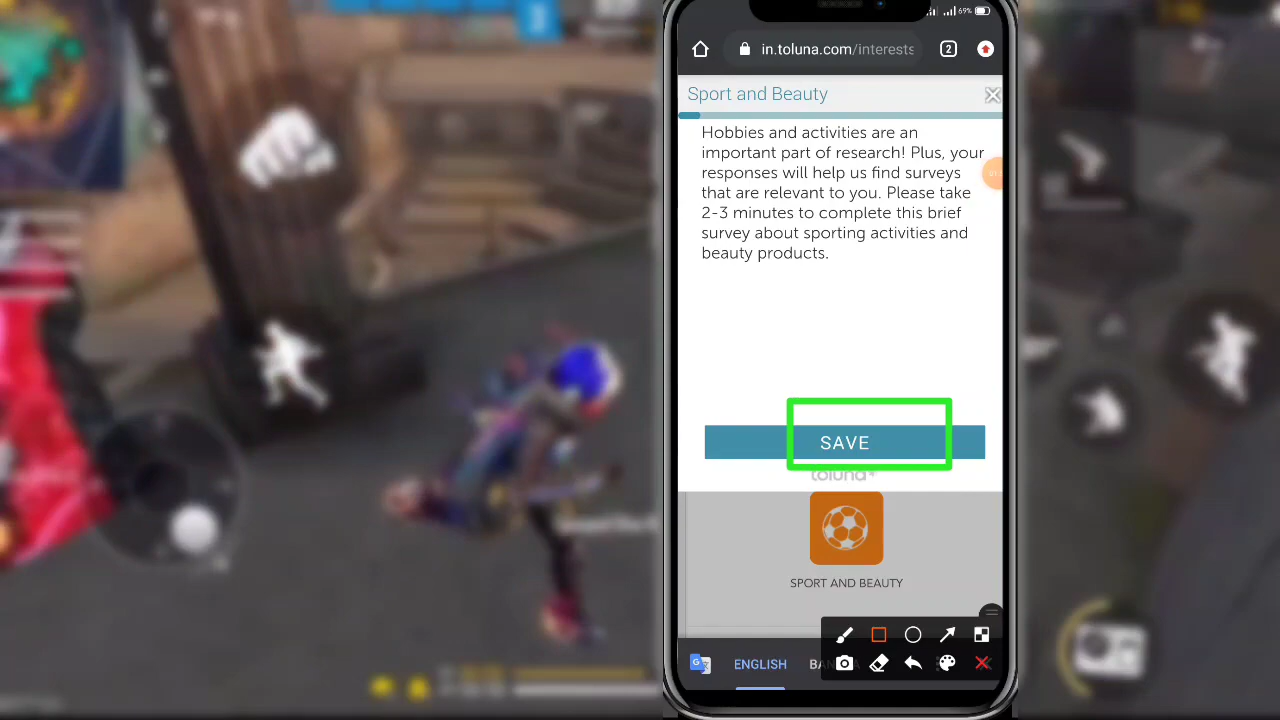 69%
in.toluna.com/interests
2
Sport and Beauty
Hobbies and activities are an
important part of research! Plus, your
responses will help us find surveys
that are relevant to you. Please take
2-3 minutes to complete this brief
survey about sporting activities and
beauty products.
SAVE
toluna
SPORT AND BEAUTY
ENGLISH